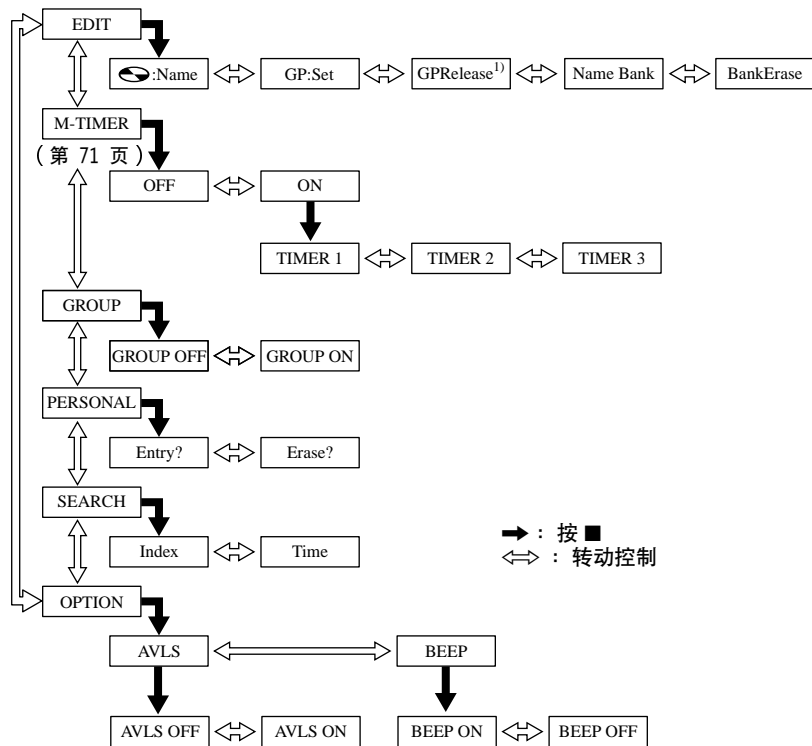 EDIT
:Name GP:Set GPRelease1) Name Bank BankErase
M-TIMER
(第 71 页)
OFF ON
TIMER 1 TIMER 2 TIMER 3
GROUP
GROUP OFF GROUP ON
PERSONAL
Entry? Erase?
SEARCH
Index Time
: 按 ■
: 转动控制
OPTION
AVLS BEEP
AVLS OFF AVLS ON BEEP ON BEEP OFF